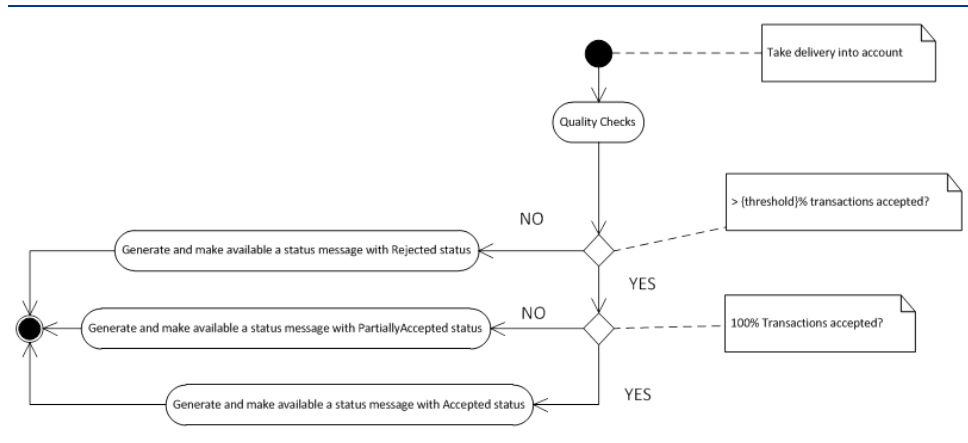 Take delivery into account
Quality Checks
> {threshold}% transactions accepted?
NO
Generate and make available a status message with Rejected status
YES
NO
Generate and make available a status message with PartiallyAccepted status
100% Transactions accepted?
YES
Generate and make available a status message with Accepted status